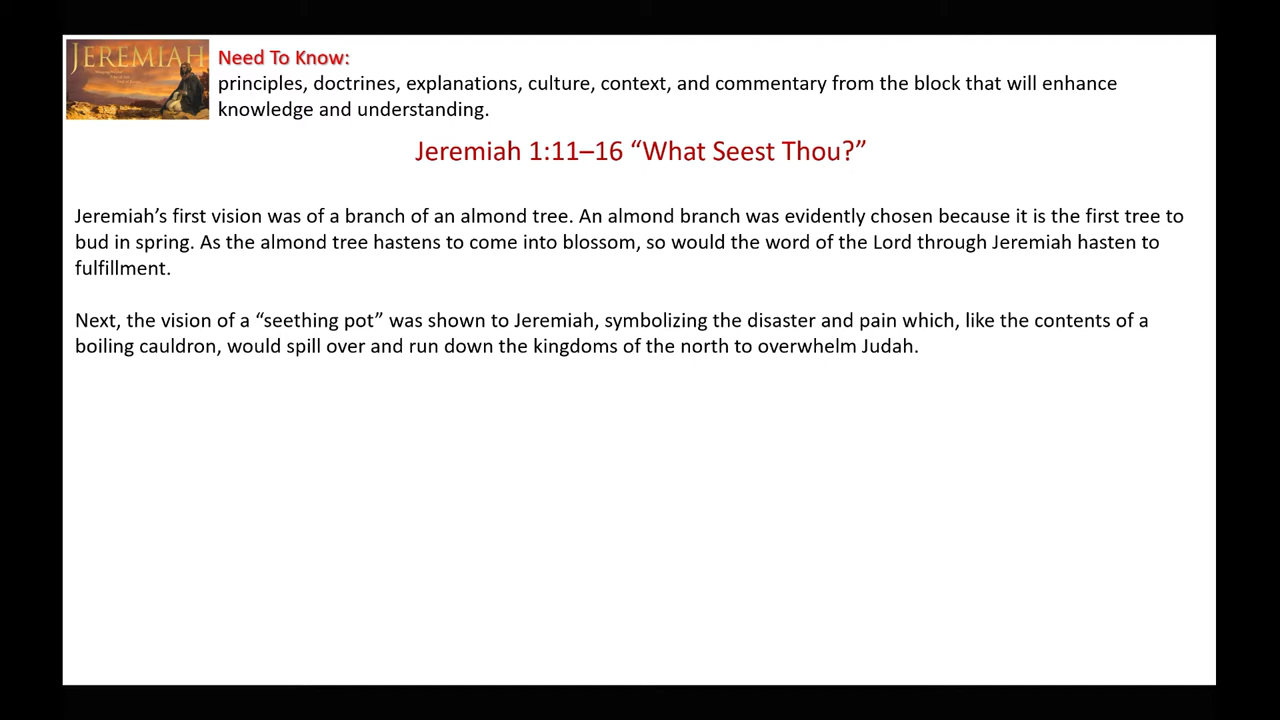 JEREMIAH
Need To Know:
principles, doctrines, explanations, culture, context, and commentary from the block that will enhance
knowledge and understanding.
Jeremiah 1:11–16 “What Seest Thou?”
Jeremiah’s first vision was of a branch of an almond tree. An almond branch was evidently chosen because it is the first tree to
bud in spring. As the almond tree hastens to come into blossom, so would the word of the Lord through Jeremiah hasten to
fulfillment.
Next, the vision of a “seething pot” was shown to Jeremiah, symbolizing the disaster and pain which, like the contents of a
boiling cauldron, would spill over and run down the kingdoms of the north to overwhelm Judah.